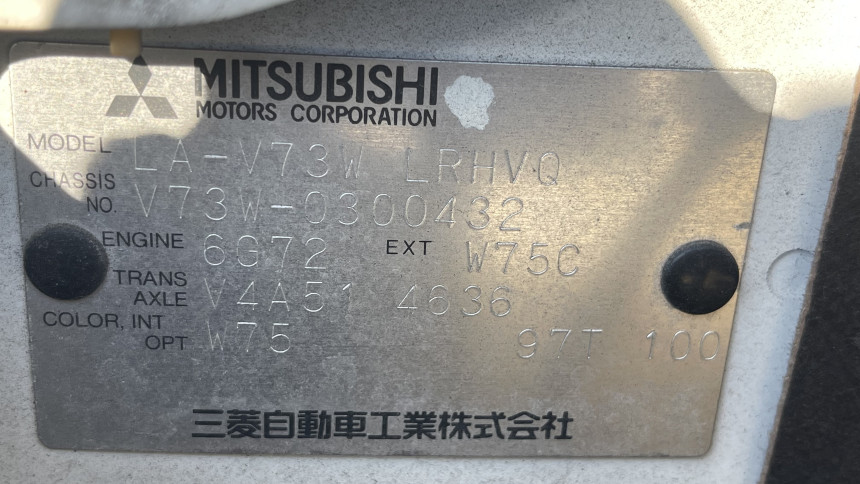 MITSUBISHI
MOTORS CORPORATION
MODEL LA-V73W LRHVQ
CHASSIS NO. V73W-0300432
ENGINE 6G72 EXT W75C
TRANS AXLE V4A51 4636
COLOR, INT OPT W75 97T 100
三菱自動車工業株式会社